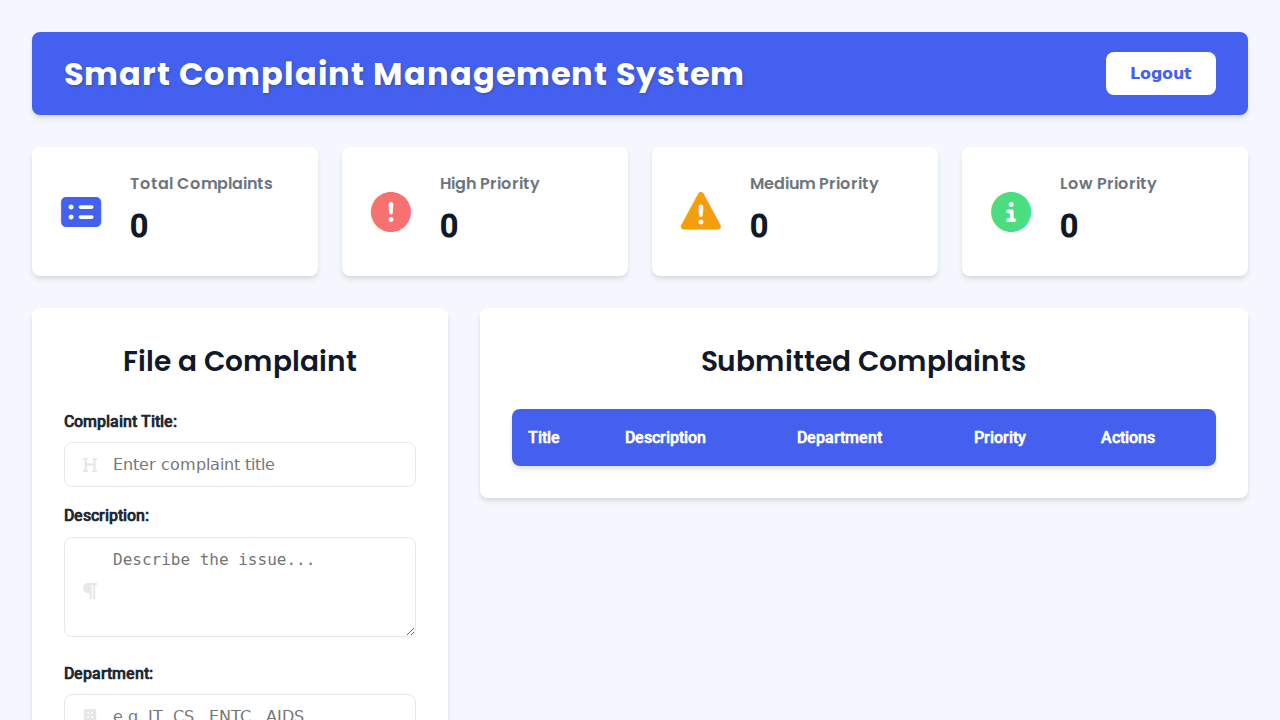 Smart Complaint Management System
Logout
Total Complaints
0
High Priority
0
Medium Priority
0
Low Priority
0
File a Complaint
Complaint Title:
Enter complaint title
Description:
Describe the issue...
Department:
e.g. IT, CS , ENTC , AIDS
Submitted Complaints
Title Description Department Priority Actions